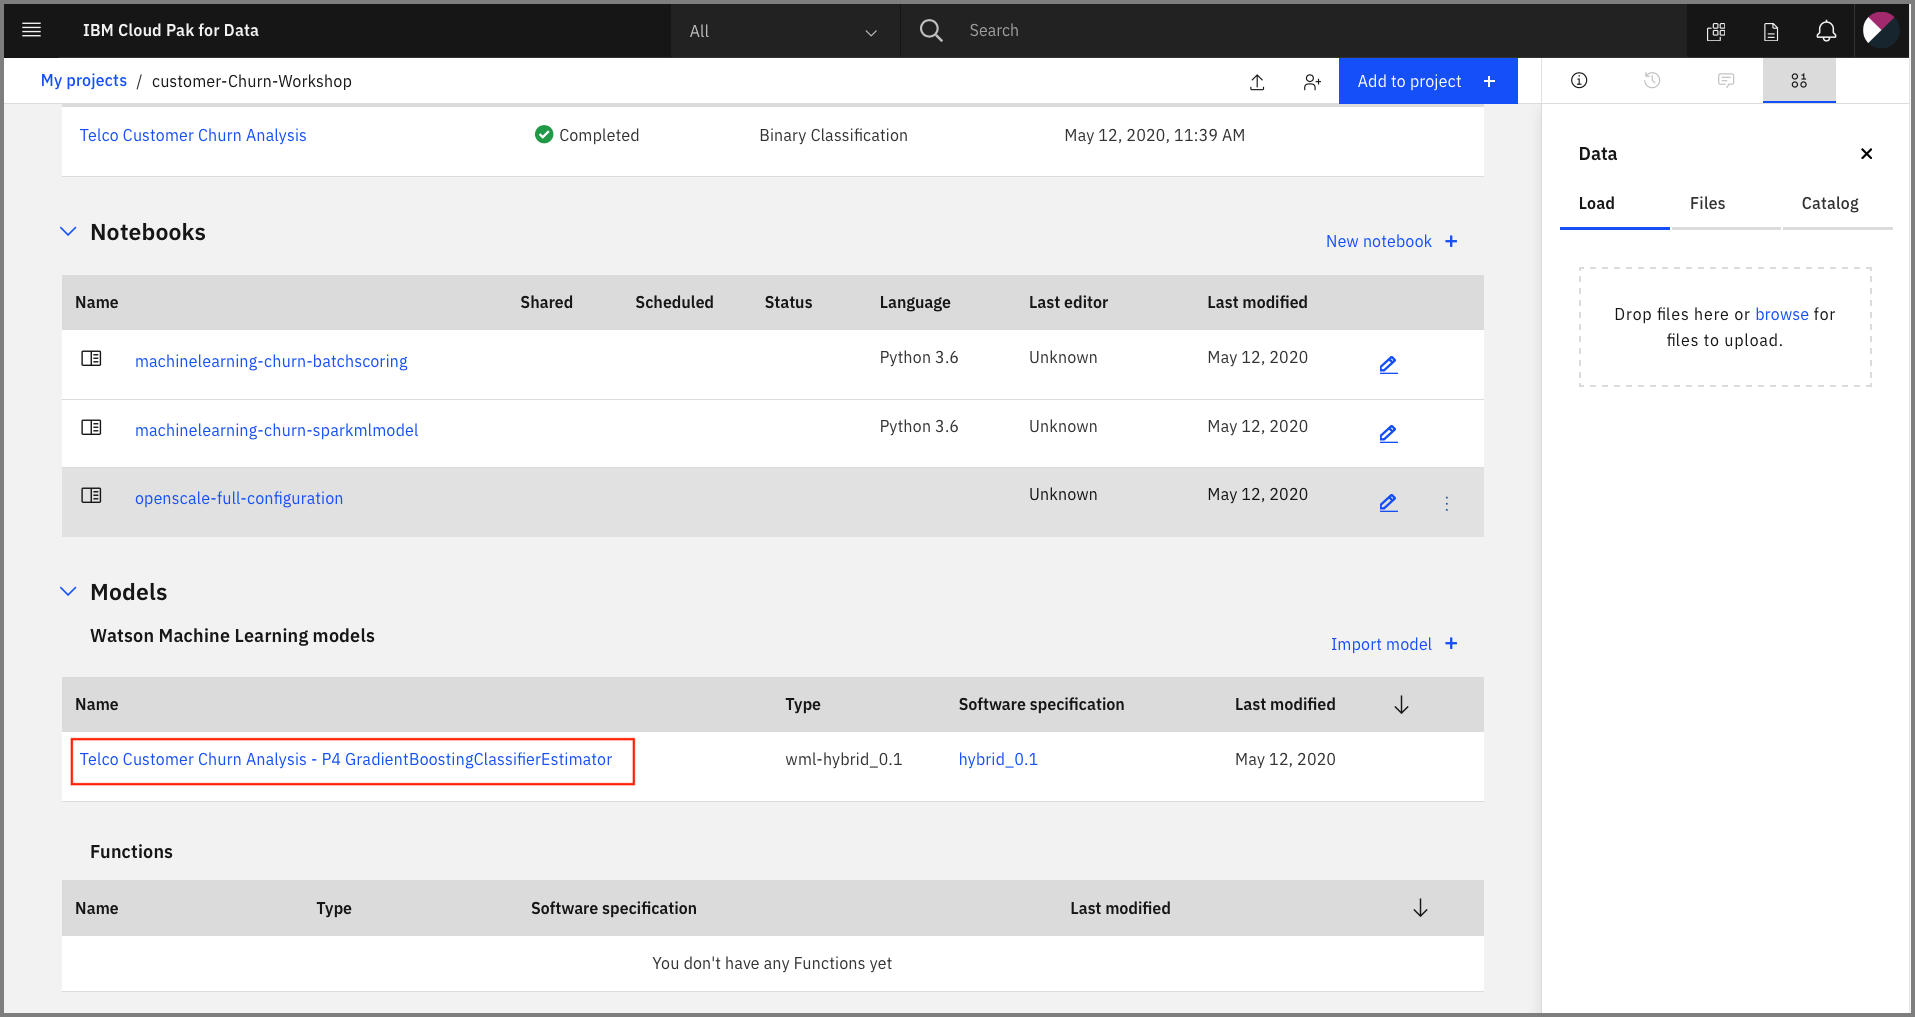 IBM Cloud Pak for Data
All
Search
My projects / customer-Churn-Workshop
Add to project +
Telco Customer Churn Analysis Completed Binary Classification May 12, 2020, 11:39 AM
Notebooks
New notebook +
Name Shared Scheduled Status Language Last editor Last modified
machinelearning-churn-batchscoring Python 3.6 Unknown May 12, 2020
machinelearning-churn-sparkmlmodel Python 3.6 Unknown May 12, 2020
openscale-full-configuration Unknown May 12, 2020
Models
Watson Machine Learning models
Import model +
Name Type Software specification Last modified
Telco Customer Churn Analysis - P4 GradientBoostingClassifierEstimator wml-hybrid_0.1 hybrid_0.1 May 12, 2020
Functions
Name Type Software specification Last modified
You don't have any Functions yet
Data
Load Files Catalog
Drop files here or browse for
files to upload.